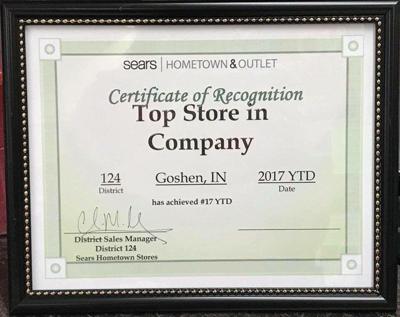 sears | HOMETOWN & OUTLET
Certificate of Recognition
Top Store in
Company
124 Goshen, IN 2017 YTD
District Date
has achieved #17 YTD
District Sales Manager
District 124
Sears Hometown Stores